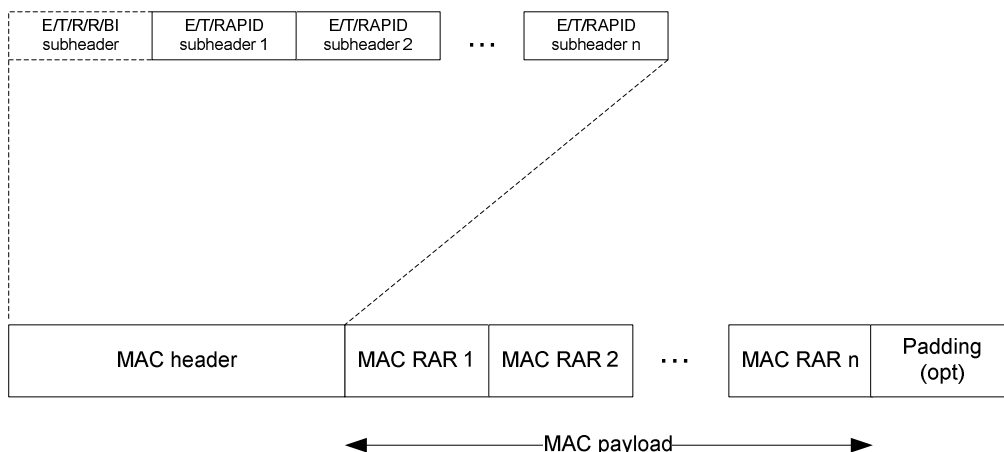 E/T/R/R/BI
subheader
E/T/RAPID
subheader 1
E/T/RAPID
subheader 2
...
E/T/RAPID
subheader n
MAC header
MAC RAR 1
MAC RAR 2
...
MAC RAR n
Padding
(opt)
MAC payload